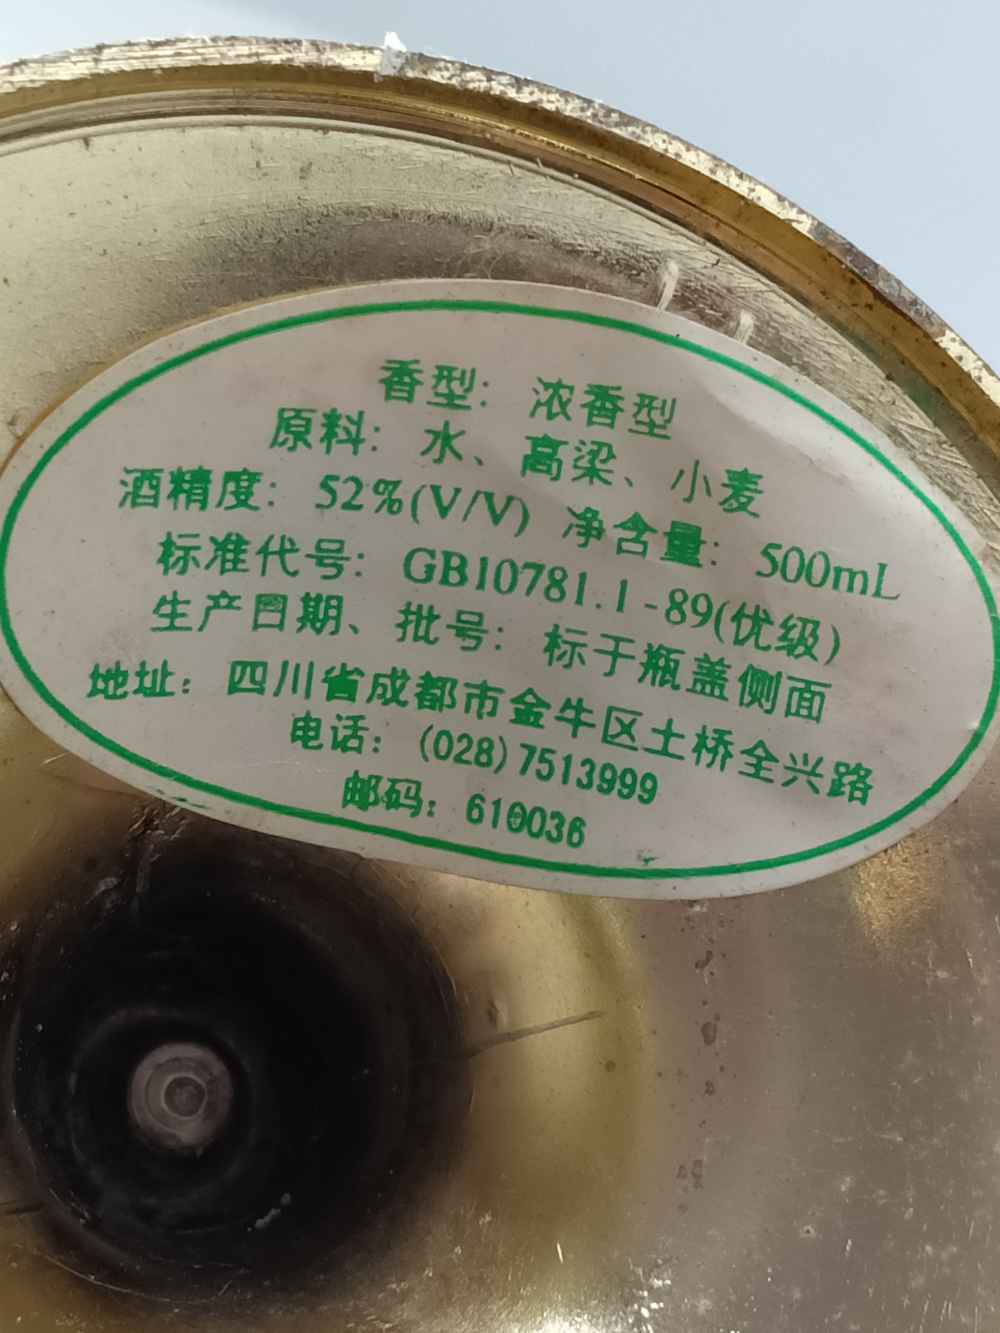 香型：浓香型
原料：水、高粱、小麦
酒精度：52%(V/V) 净含量：500mL
标准代号：GB10781.1-89(优级)
生产日期、批号：标于瓶盖侧面
地址：四川省成都市金牛区土桥全兴路
电话：(028)7513999
邮码：610036